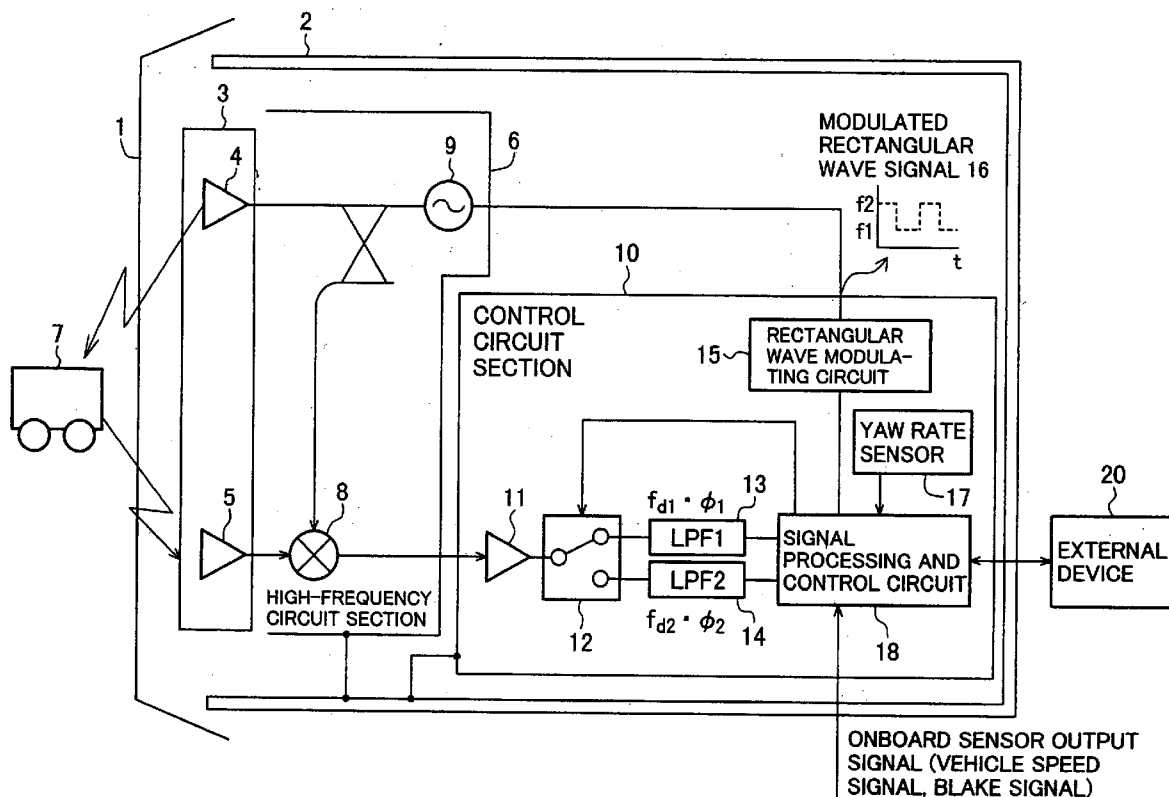 2
3
1
4
6
9
MODULATED
RECTANGULAR
WAVE SIGNAL 16
f2
f1
t
10
CONTROL
CIRCUIT
SECTION
15
RECTANGULAR
WAVE MODULA-
TING CIRCUIT
7
YAW RATE
SENSOR
17
20
5
8
11
fd1・φ1
13
LPF1
SIGNAL
PROCESSING AND
CONTROL CIRCUIT
EXTERNAL
DEVICE
LPF2
HIGH-FREQUENCY
CIRCUIT SECTION
12
fd2・φ2
14
18
ONBOARD SENSOR OUTPUT
SIGNAL (VEHICLE SPEED
SIGNAL, BLAKE SIGNAL)